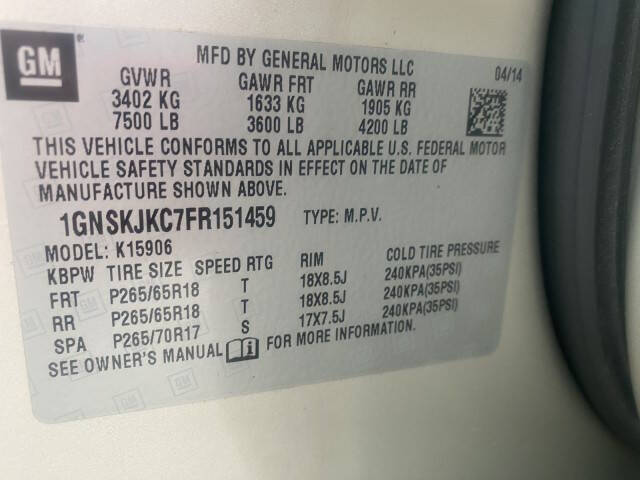 GM
MFD BY GENERAL MOTORS LLC
04/14
GVWR GAWR FRT GAWR RR
3402 KG 1633 KG 1905 KG
7500 LB 3600 LB 4200 LB
THIS VEHICLE CONFORMS TO ALL APPLICABLE U.S. FEDERAL MOTOR
VEHICLE SAFETY STANDARDS IN EFFECT ON THE DATE OF
MANUFACTURE SHOWN ABOVE.
1GNSKJKC7FR151459 TYPE: M.P.V.
MODEL: K15906
KBPW TIRE SIZE SPEED RTG RIM COLD TIRE PRESSURE
FRT P265/65R18 T 18X8.5J 240KPA(35PSI)
RR P265/65R18 T 18X8.5J 240KPA(35PSI)
SPA P265/70R17 S 17X7.5J 240KPA(35PSI)
SEE OWNER'S MANUAL FOR MORE INFORMATION.